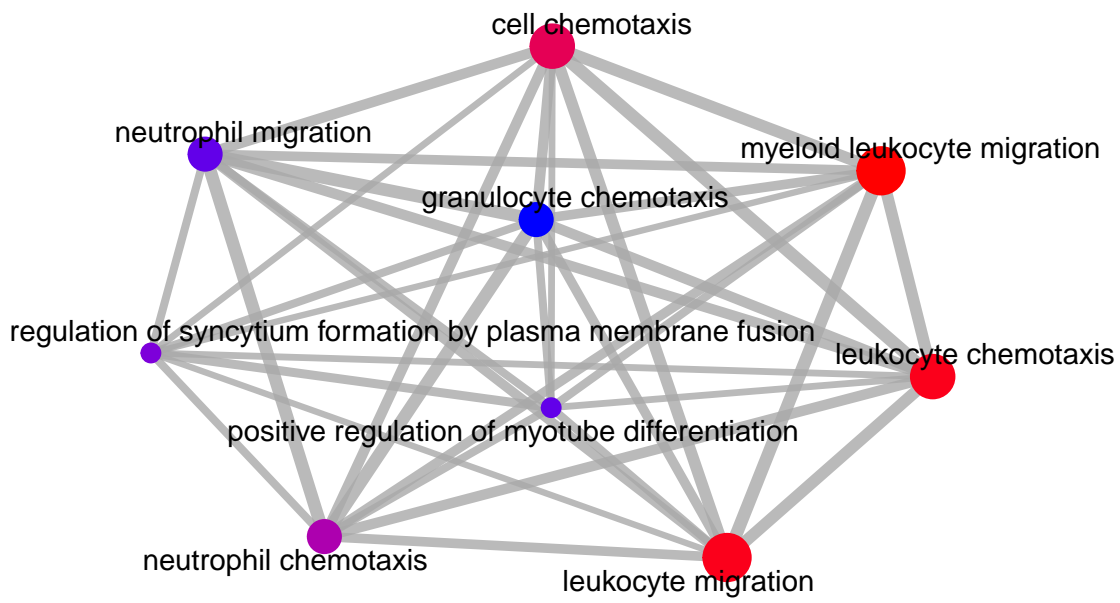 cell chemotaxis
neutrophil migration
myeloid leukocyte migration
granulocyte chemotaxis
regulation of syncytium formation by plasma membrane fusion
leukocyte chemotaxis
positive regulation of myotube differentiation
neutrophil chemotaxis
leukocyte migration